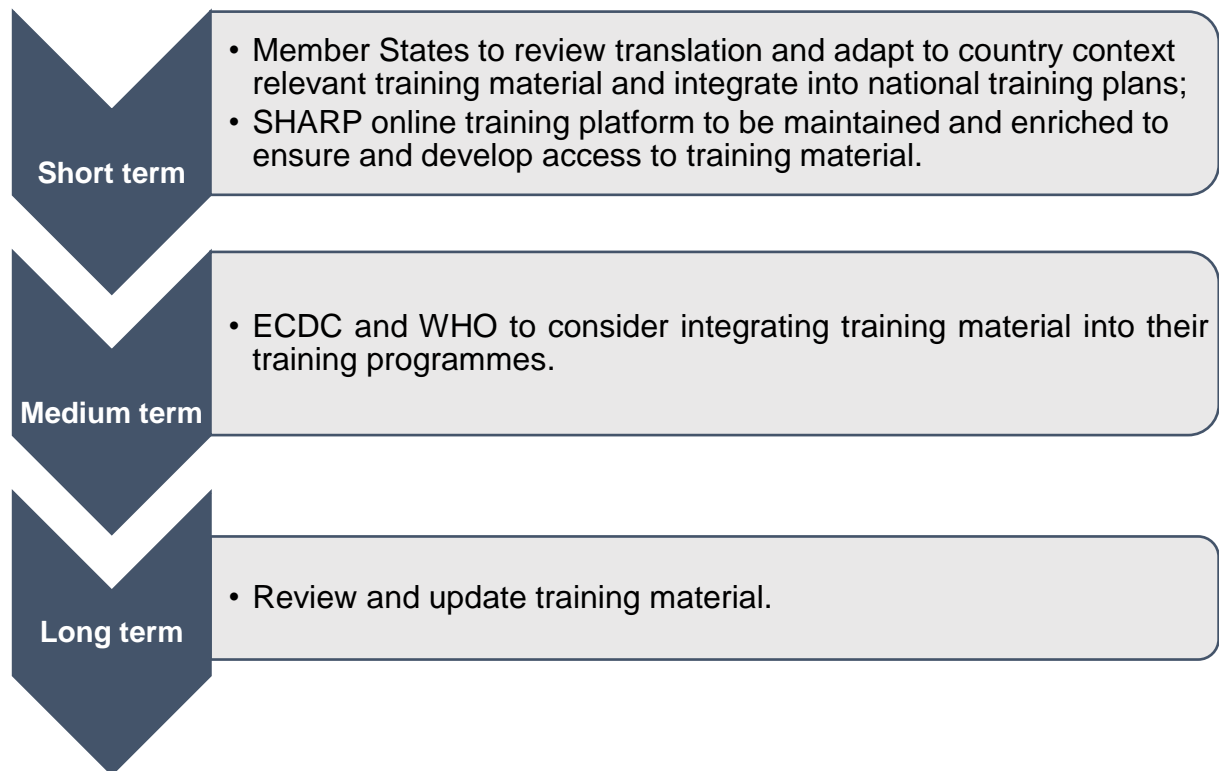 • Member States to review translation and adapt to country context
relevant training material and integrate into national training plans;
• SHARP online training platform to be maintained and enriched to
ensure and develop access to training material.
Short term
• ECDC and WHO to consider integrating training material into their
training programmes.
Medium term
• Review and update training material.
Long term